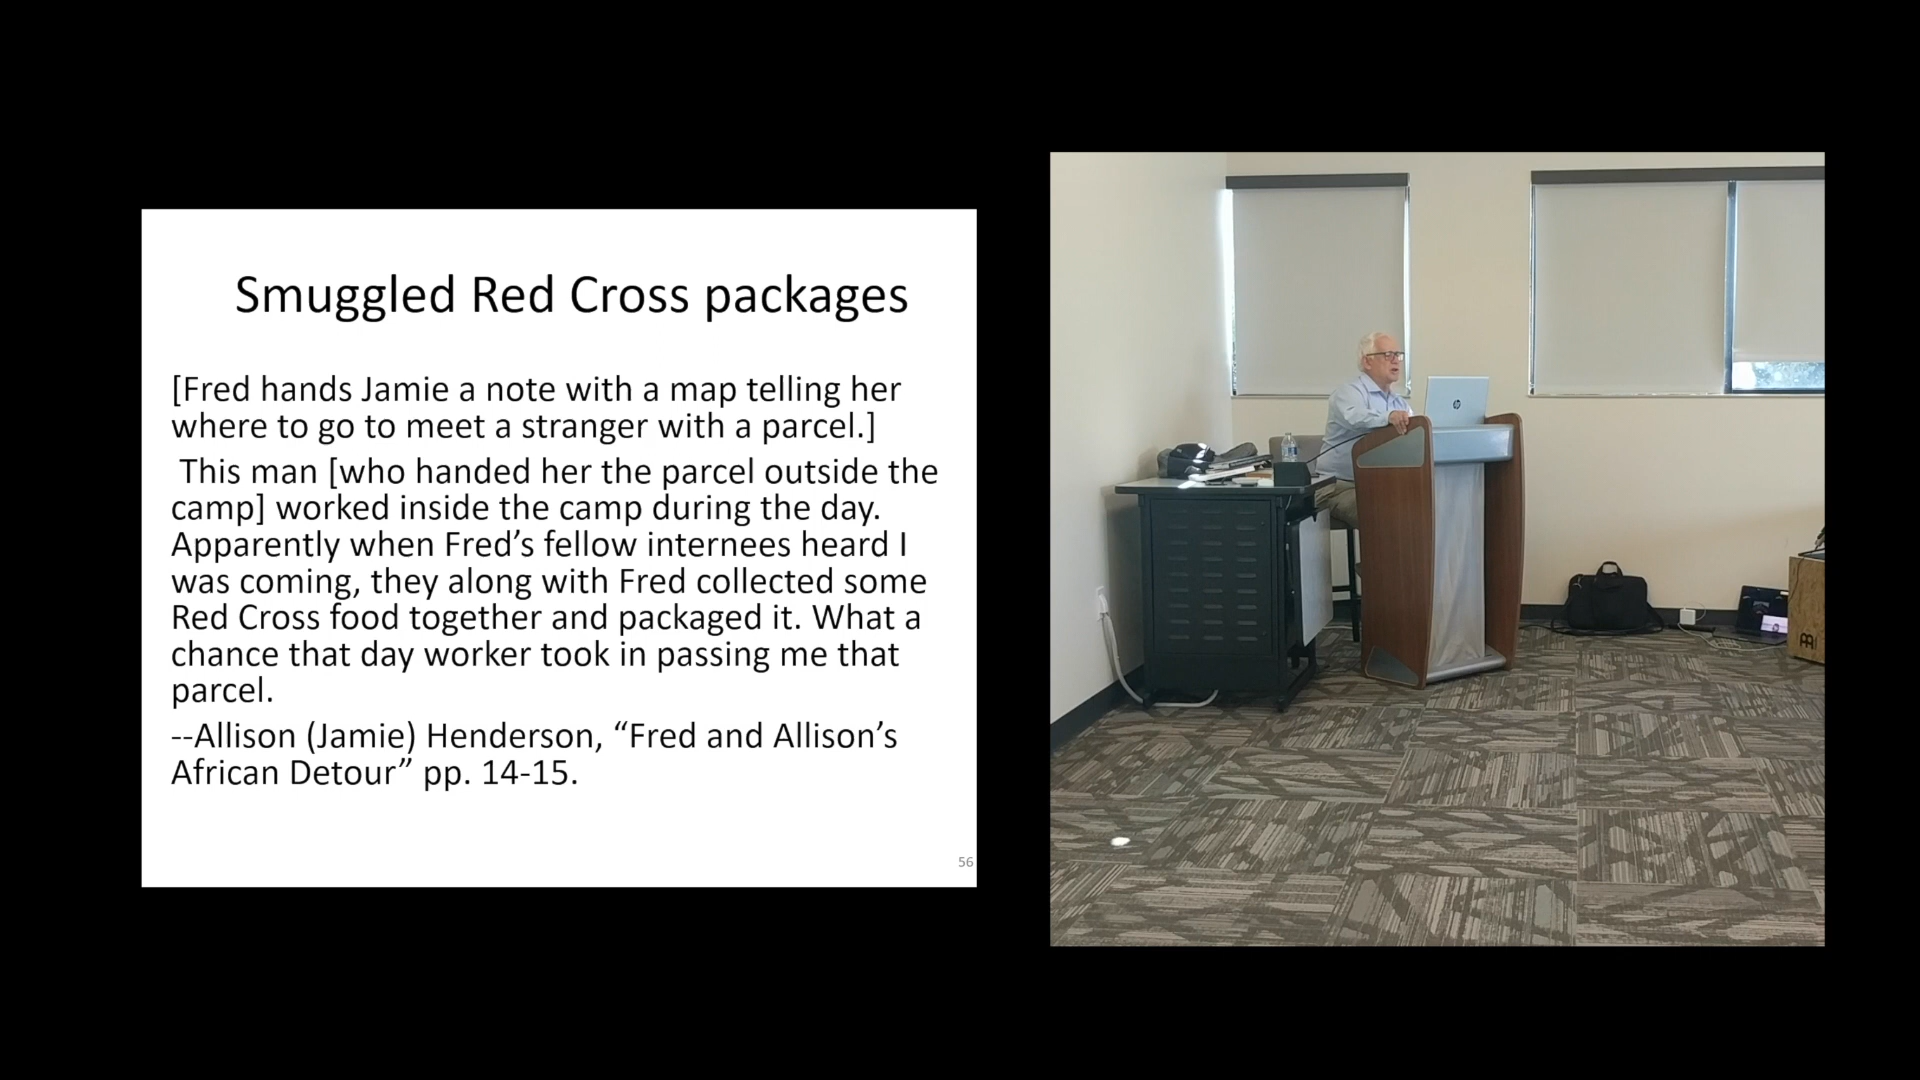 Smuggled Red Cross packages
[Fred hands Jamie a note with a map telling her
where to go to meet a stranger with a parcel.]
This man [who handed her the parcel outside the
camp] worked inside the camp during the day.
Apparently when Fred’s fellow internees heard I
was coming, they along with Fred collected some
Red Cross food together and packaged it. What a
chance that day worker took in passing me that
parcel.
--Allison (Jamie) Henderson, “Fred and Allison’s
African Detour” pp. 14-15.
56
hp